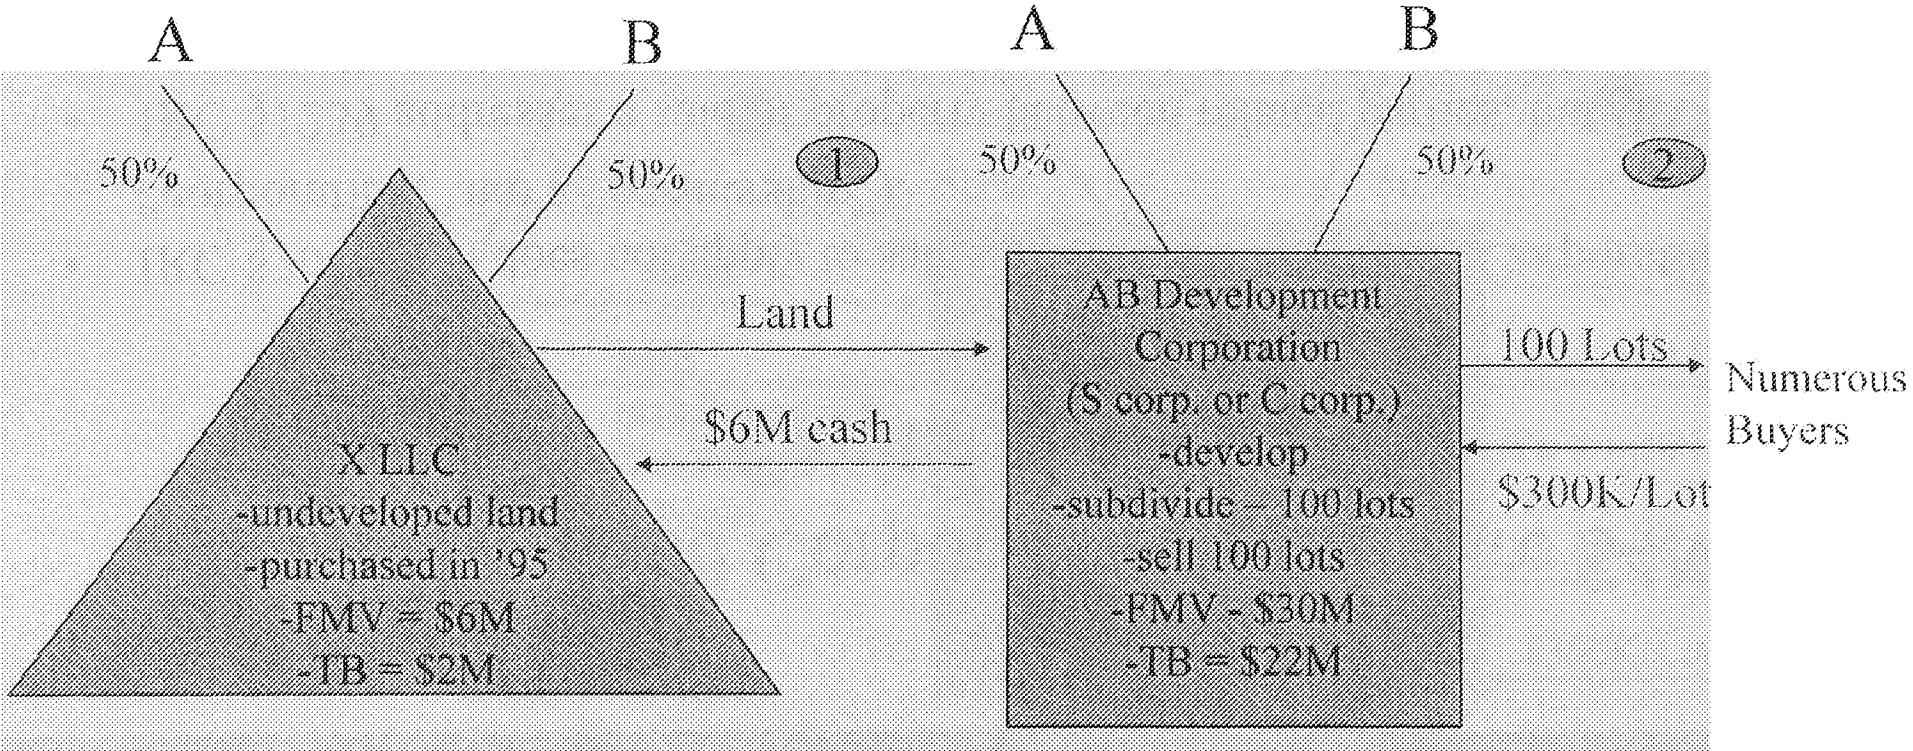 A
B
A
B
50%
50%
1
50%
50%
2
Land
$6M cash
X LLC
-undeveloped land
-purchased in '95
-FMV = $6M
-TB = $2M
AB Development
Corporation
(S corp. or C corp.)
-develop
-subdivide – 100 lots
-sell 100 lots
-FMV - $30M
-TB = $22M
100 Lots
$300K/Lot
Numerous
Buyers